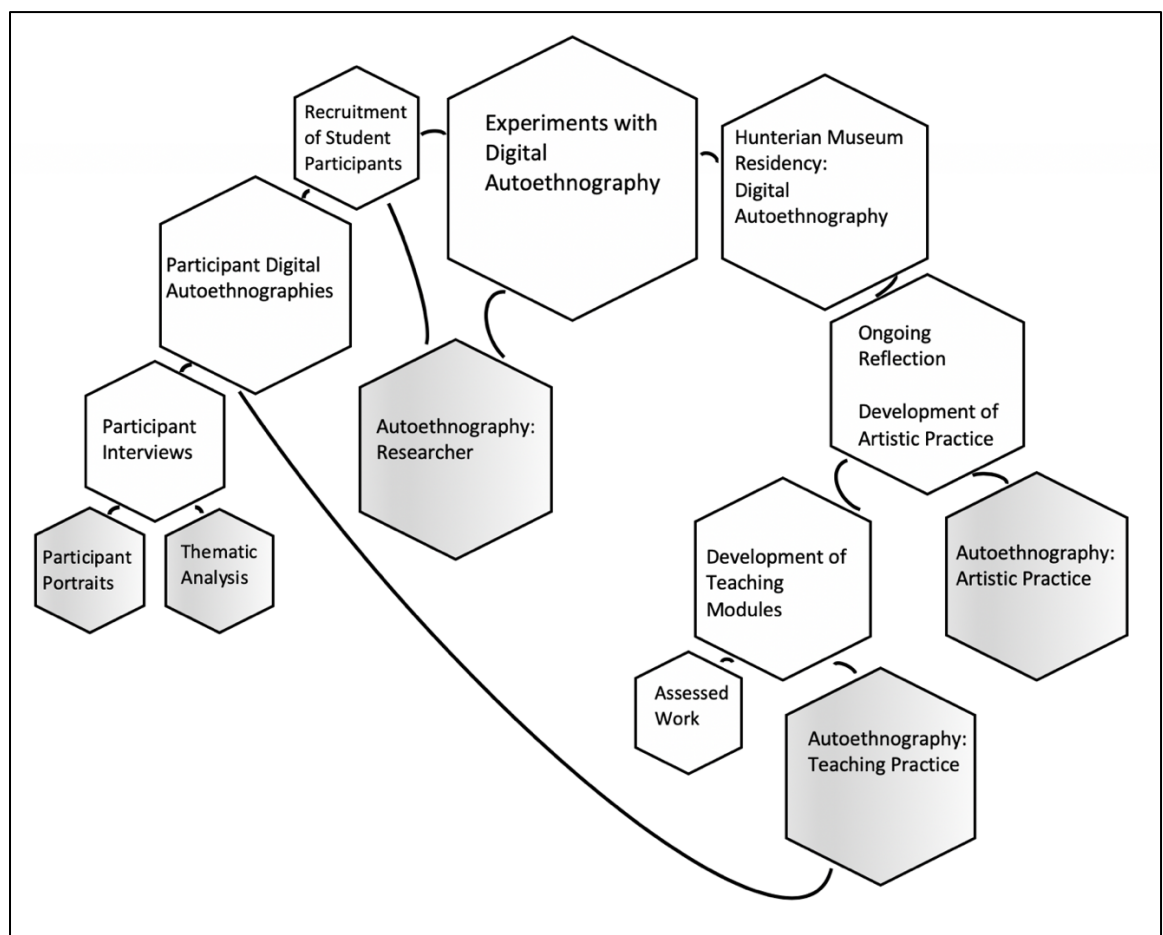 Recruitment
of Student
Participants
Experiments with
Digital
Autoethnography
Hunterian Museum
Residency:
Digital
Autoethnography
Participant Digital
Autoethnographies
Ongoing
Reflection
Development of
Artistic Practice
Participant
Interviews
Autoethnography:
Researcher
Participant
Portraits
Thematic
Analysis
Development of
Teaching
Modules
Autoethnography:
Artistic Practice
Assessed
Work
Autoethnography:
Teaching Practice